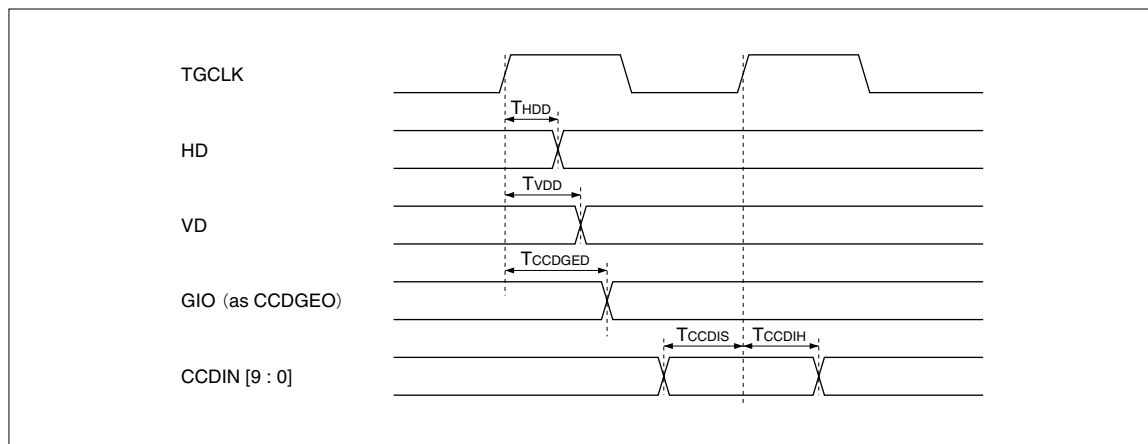 TGCLK
THDD
HD
TVDD
VD
TCCDGED
GIO (as CCDGEO)
TCCDIS
TCCDIH
CCDIN [9 : 0]